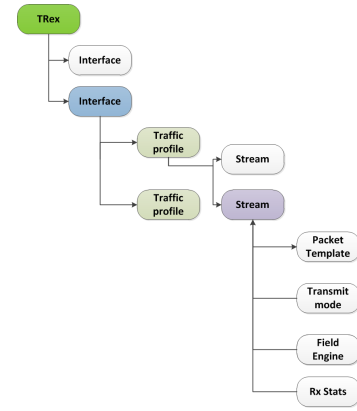 TRex
Interface
Interface
Traffic
profile
Stream
Traffic
profile
Stream
Packet
Template
Transmit
mode
Field
Engine
Rx Stats